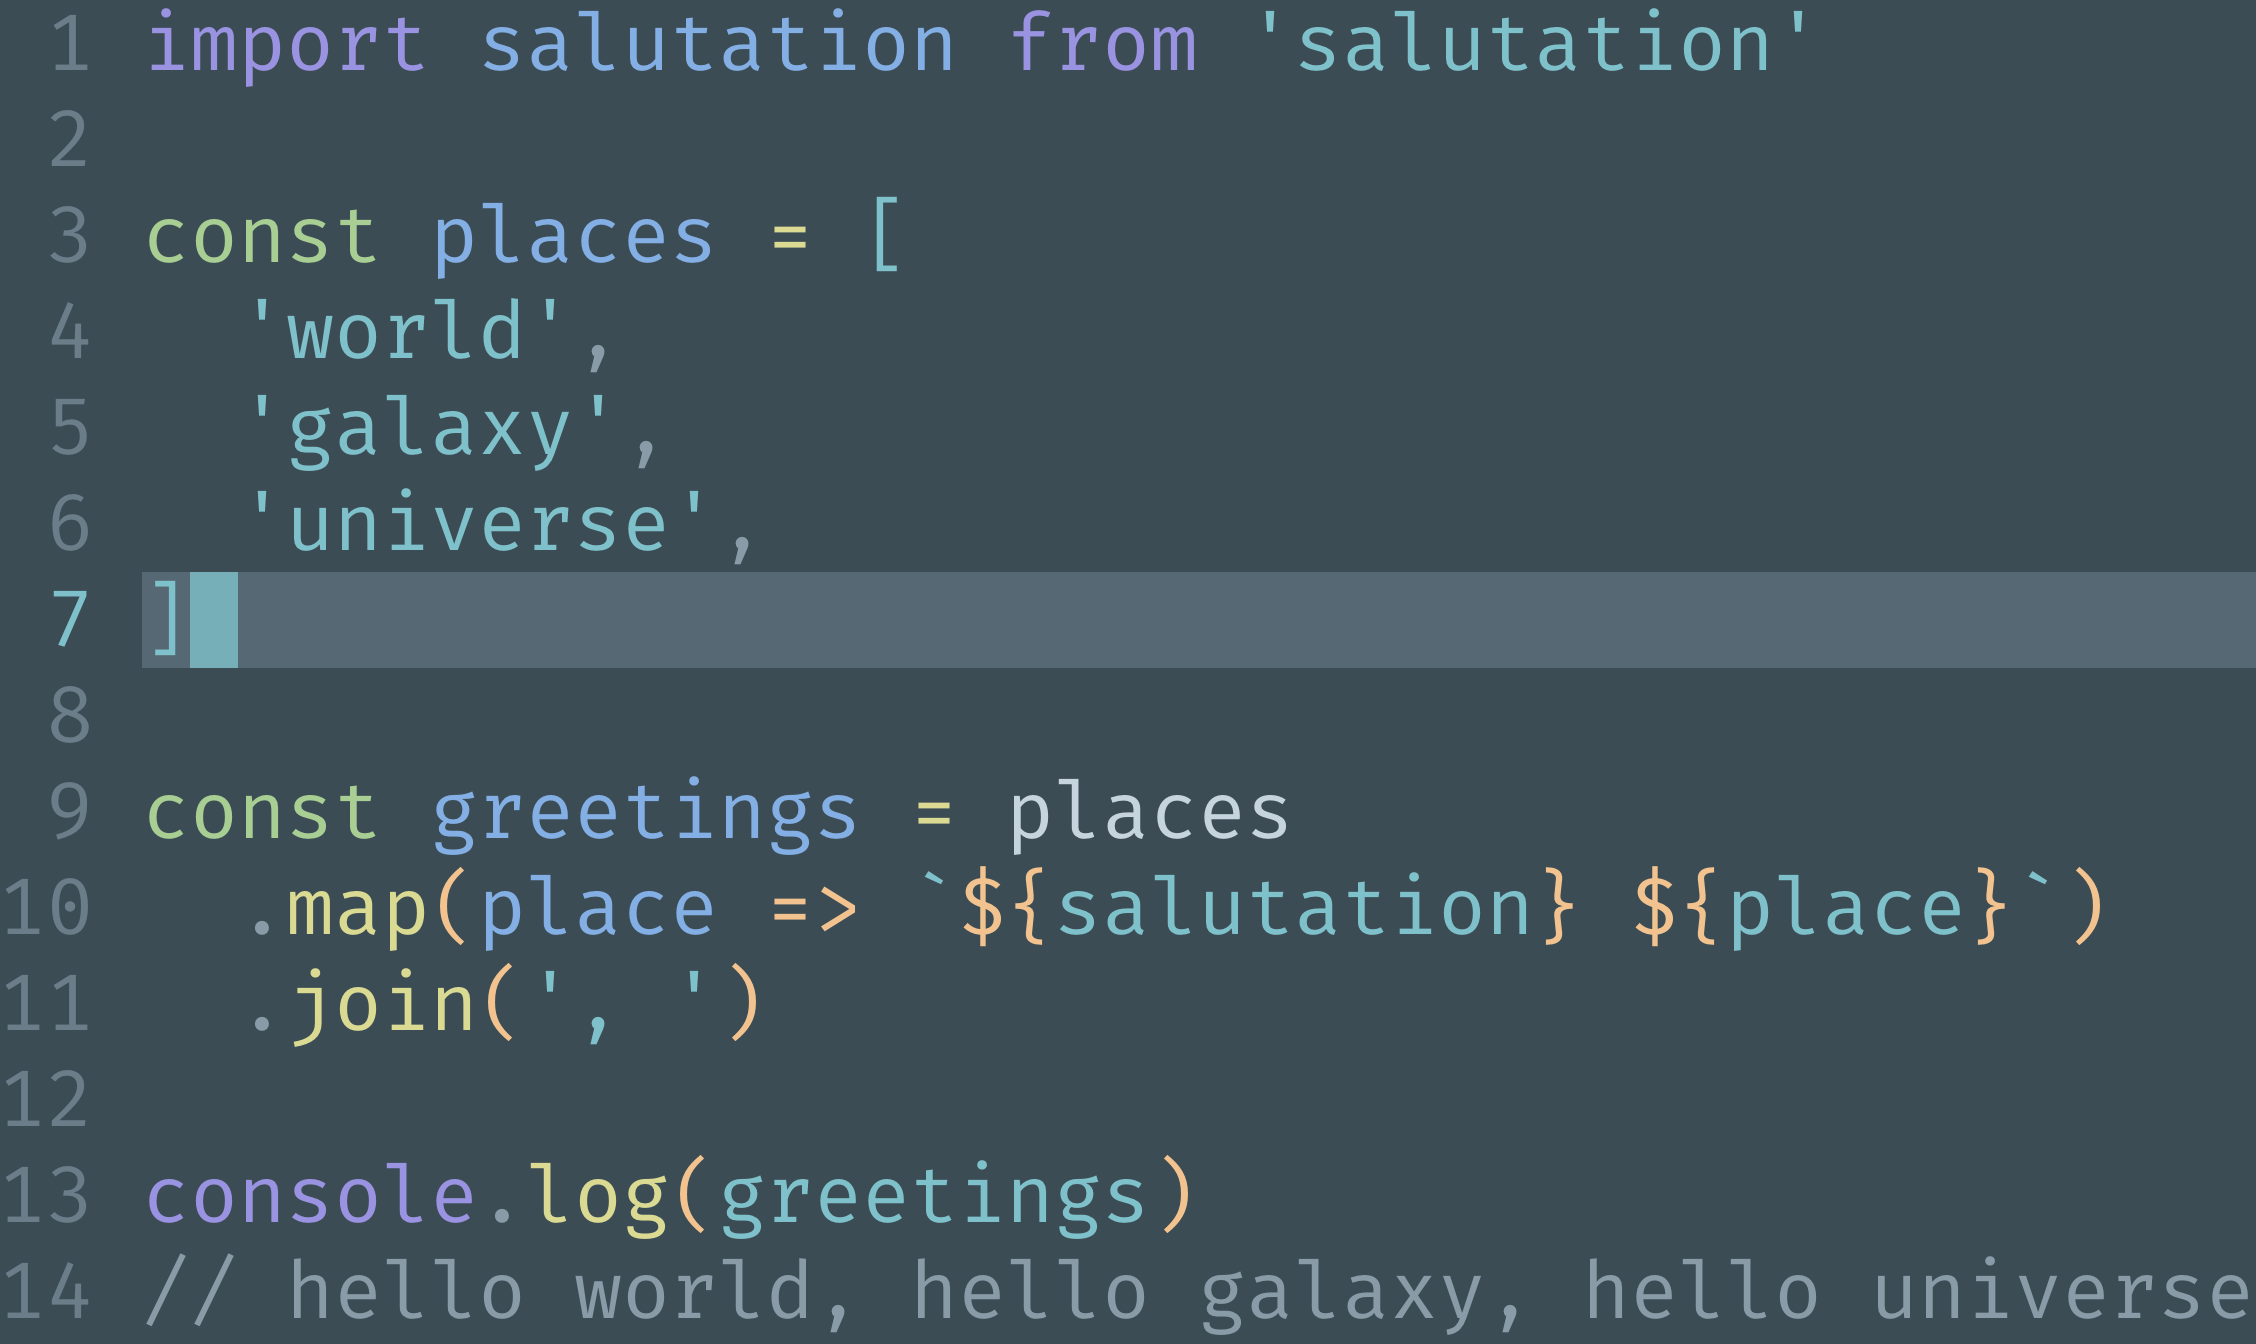 1 import salutation from 'salutation'
2
3 const places = [
4   'world',
5   'galaxy',
6   'universe',
7 ]
8
9 const greetings = places
10   .map(place => `${salutation} ${place}`)
11   .join(', ')
12
13 console.log(greetings)
14 // hello world, hello galaxy, hello universe